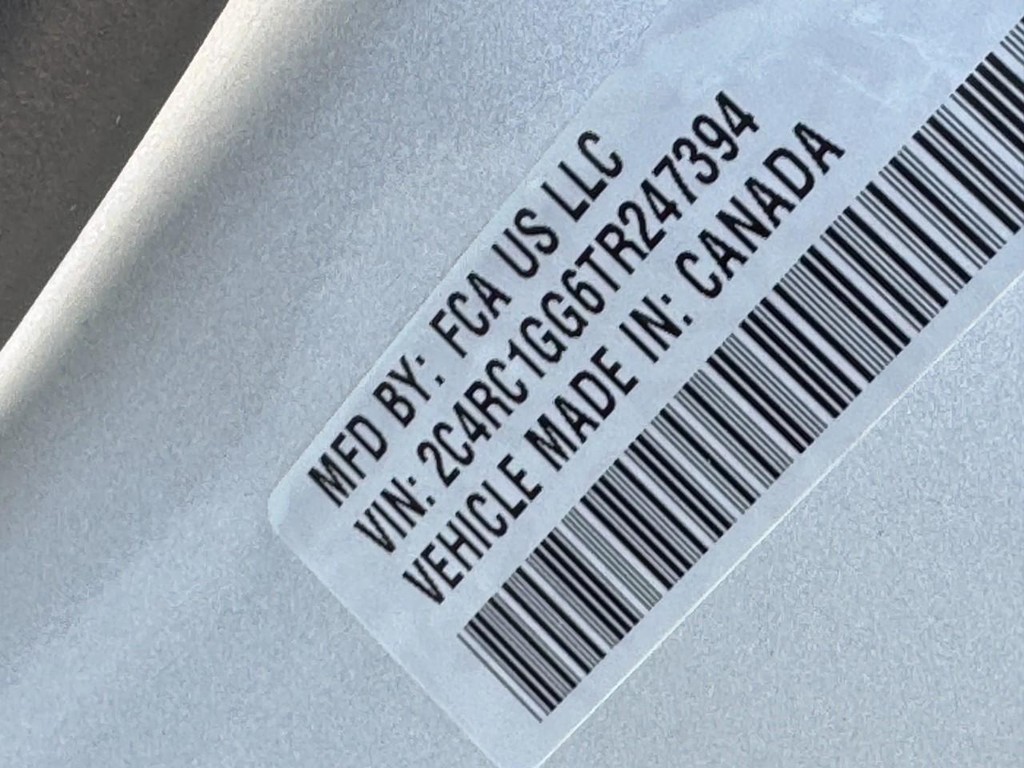 MFD BY: FCA US LLC
VIN: 2C4RC1GG6TR247394
VEHICLE MADE IN: CANADA